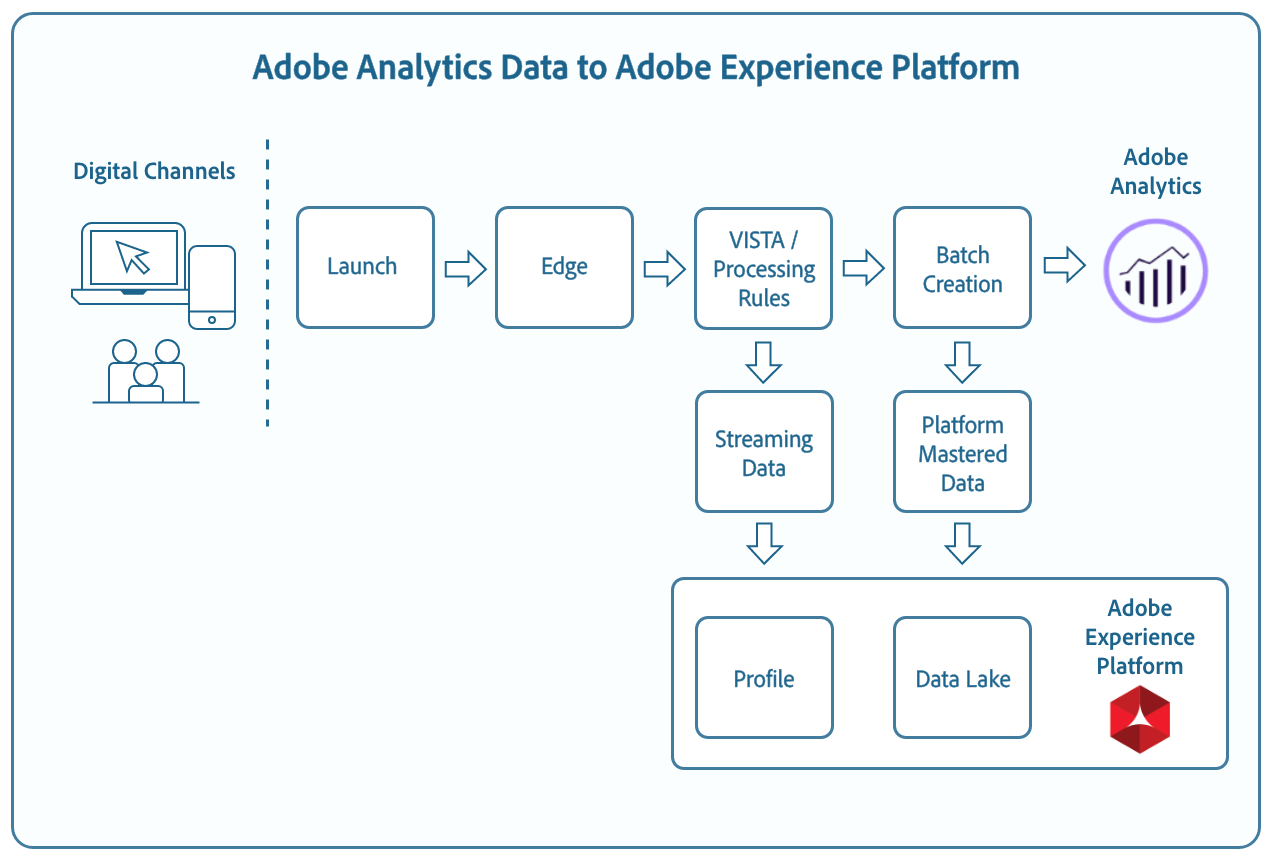 Adobe Analytics Data to Adobe Experience Platform
Digital Channels
Adobe
Analytics
Launch
Edge
VISTA /
Processing
Rules
Batch
Creation
Streaming
Data
Platform
Mastered
Data
Profile
Data Lake
Adobe
Experience
Platform